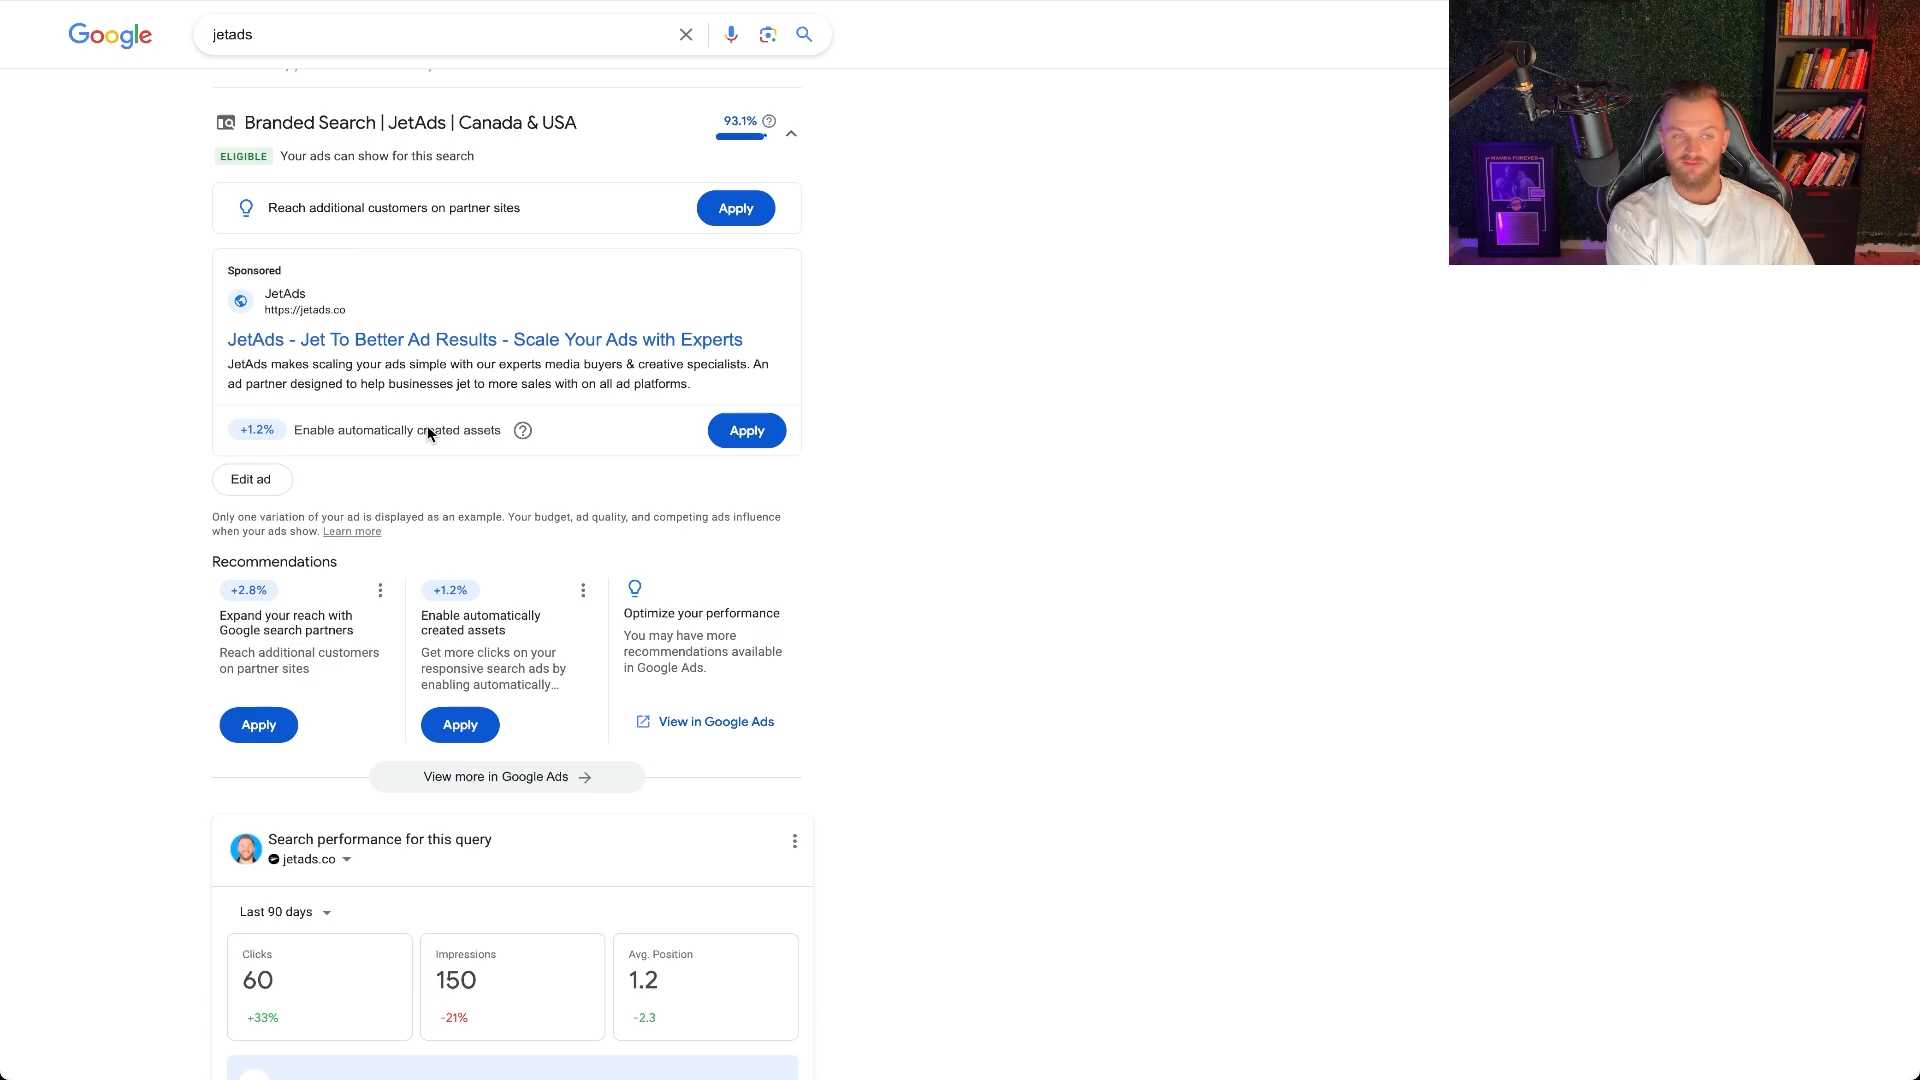 Google
jetads
Branded Search | JetAds | Canada & USA
93.1%
ELIGIBLE Your ads can show for this search
Reach additional customers on partner sites
Apply
Sponsored
JetAds
https://jetads.co
JetAds - Jet To Better Ad Results - Scale Your Ads with Experts
JetAds makes scaling your ads simple with our experts media buyers & creative specialists. An
ad partner designed to help businesses jet to more sales with on all ad platforms.
+1.2% Enable automatically created assets
Apply
Edit ad
Only one variation of your ad is displayed as an example. Your budget, ad quality, and competing ads influence
when your ads show. Learn more
Recommendations
+2.8%
Expand your reach with
Google search partners
Reach additional customers
on partner sites
Apply
+1.2%
Enable automatically
created assets
Get more clicks on your
responsive search ads by
enabling automatically...
Apply
Optimize your performance
You may have more
recommendations available
in Google Ads.
View in Google Ads
View more in Google Ads
Search performance for this query
jetads.co
Last 90 days
Clicks
60
+33%
Impressions
150
-21%
Avg. Position
1.2
-2.3
MAMBA FOREVER